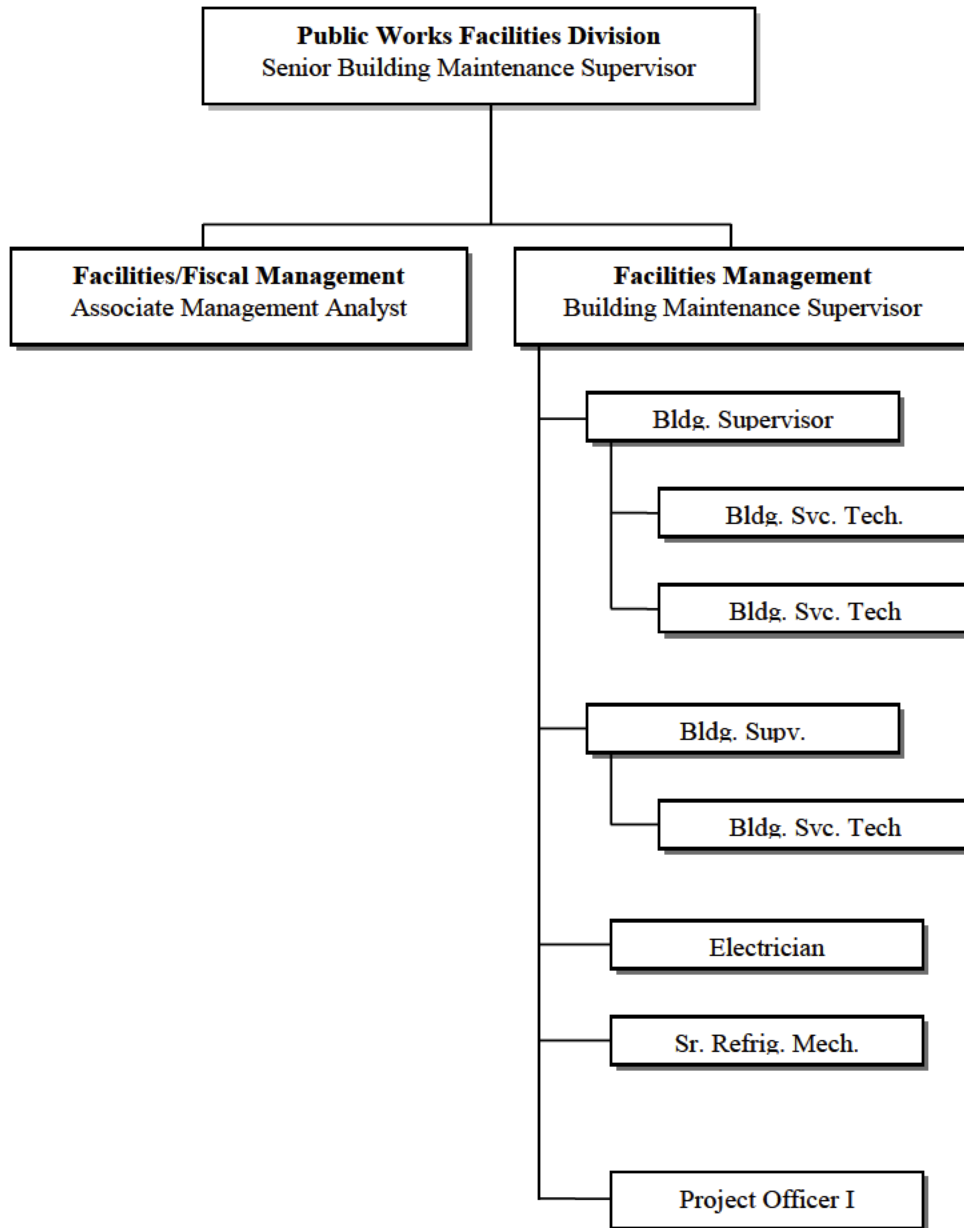 Public Works Facilities Division
Senior Building Maintenance Supervisor
Facilities/Fiscal Management
Associate Management Analyst
Facilities Management
Building Maintenance Supervisor
Bldg. Supervisor
Bldg. Svc. Tech.
Bldg. Svc. Tech
Bldg. Supv.
Bldg. Svc. Tech
Electrician
Sr. Refrig. Mech.
Project Officer I